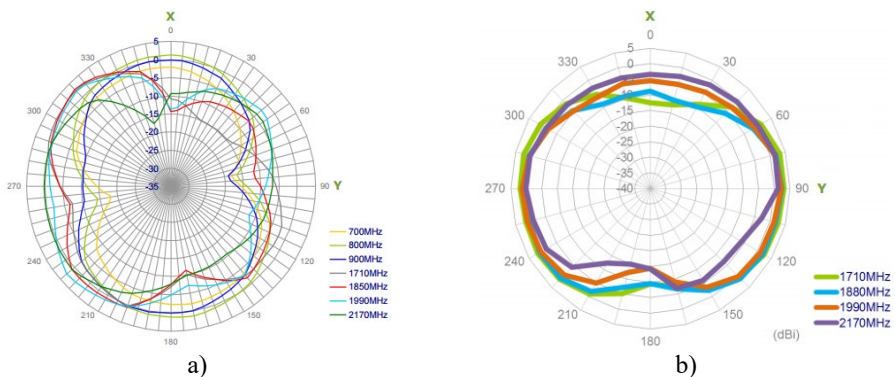 X
0
5
0
-5
-10
-15
-20
-25
-30
-35
30
60
90 Y
120
150
180
210
240
270
300
330
700MHz
800MHz
900MHz
1710MHz
1850MHz
1990MHz
2170MHz
a)
X
0
5
0
-5
-10
-15
-20
-25
-30
-35
-40
30
60
90 Y
120
150
180
210
240
270
300
330
1710MHz
1880MHz
1990MHz
2170MHz
(dBi)
b)